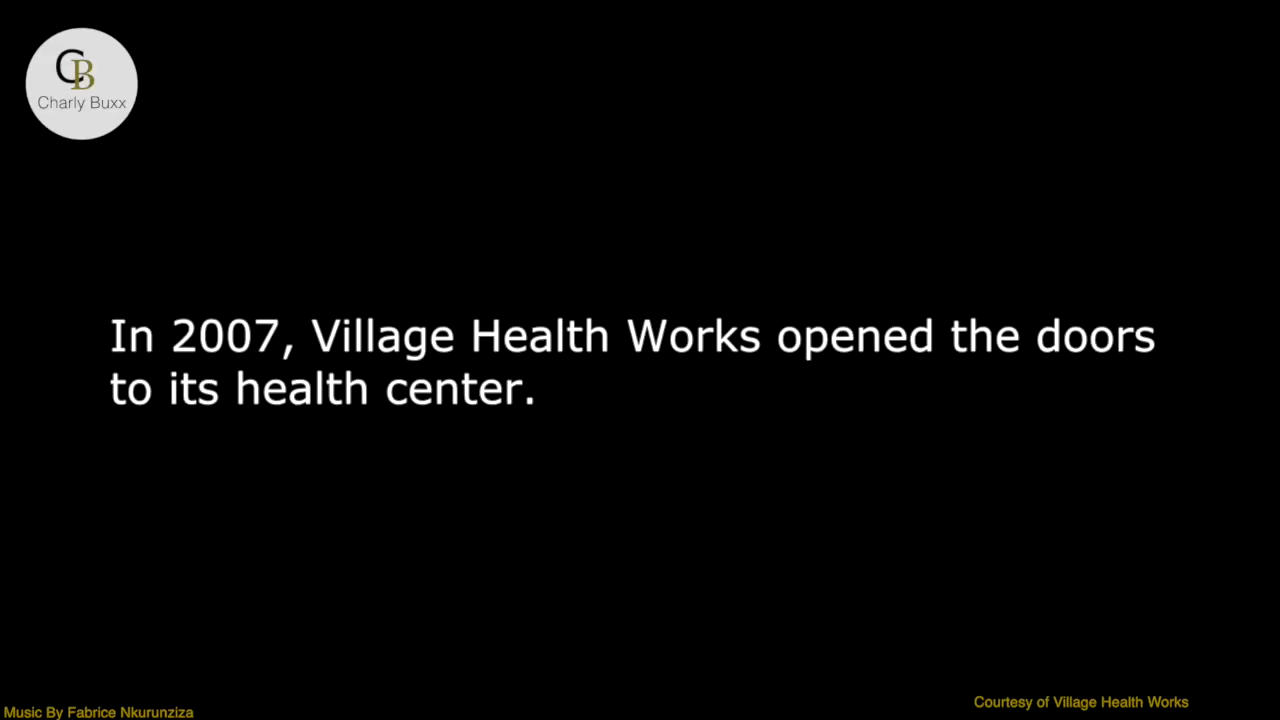 CB
Charly Buxx
In 2007, Village Health Works opened the doors
to its health center.
Courtesy of Village Health Works
Music By Fabrice Nkurunziza